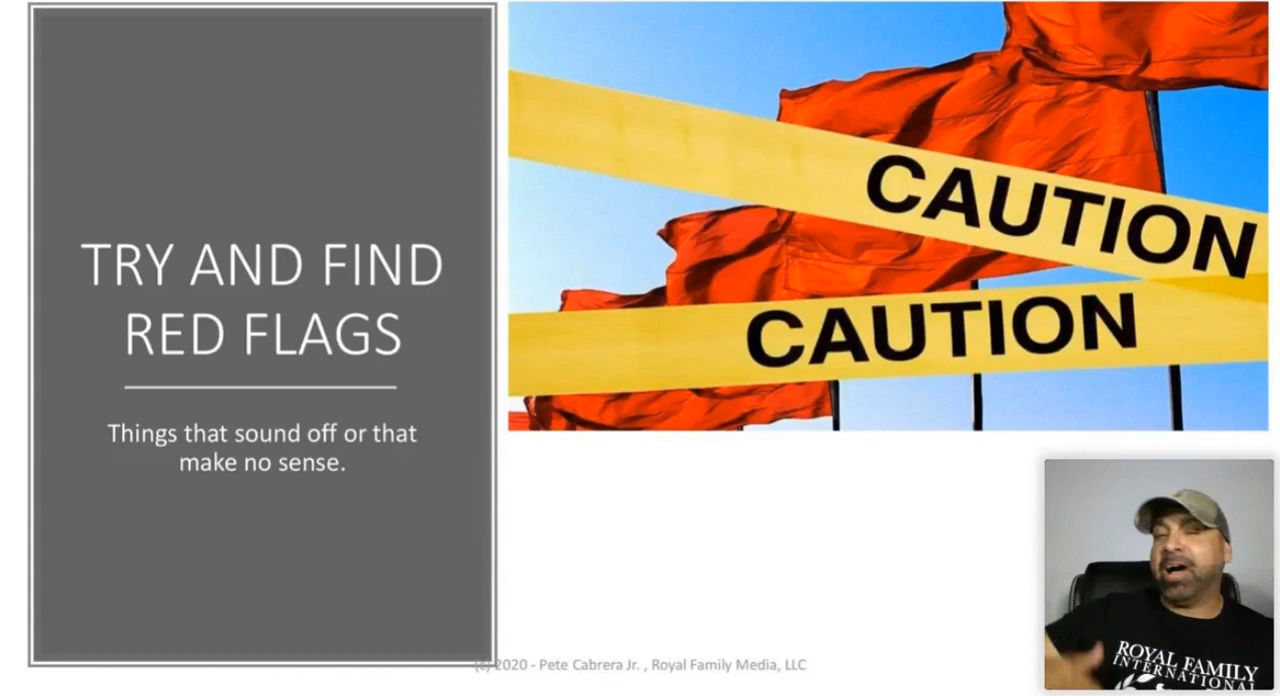 TRY AND FIND
RED FLAGS
Things that sound off or that
make no sense.
CAUTION
CAUTION
(c) 2020 - Pete Cabrera Jr. , Royal Family Media, LLC
ROYAL FAMILY
INTERNATIONAL